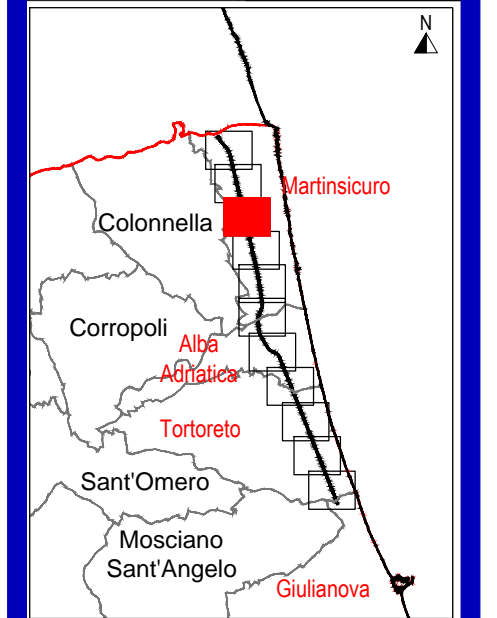 N
Martinsicuro
Colonnella
Corropoli
Alba
Adriatica
Tortoreto
Sant'Omero
Mosciano
Sant'Angelo
Giulianova